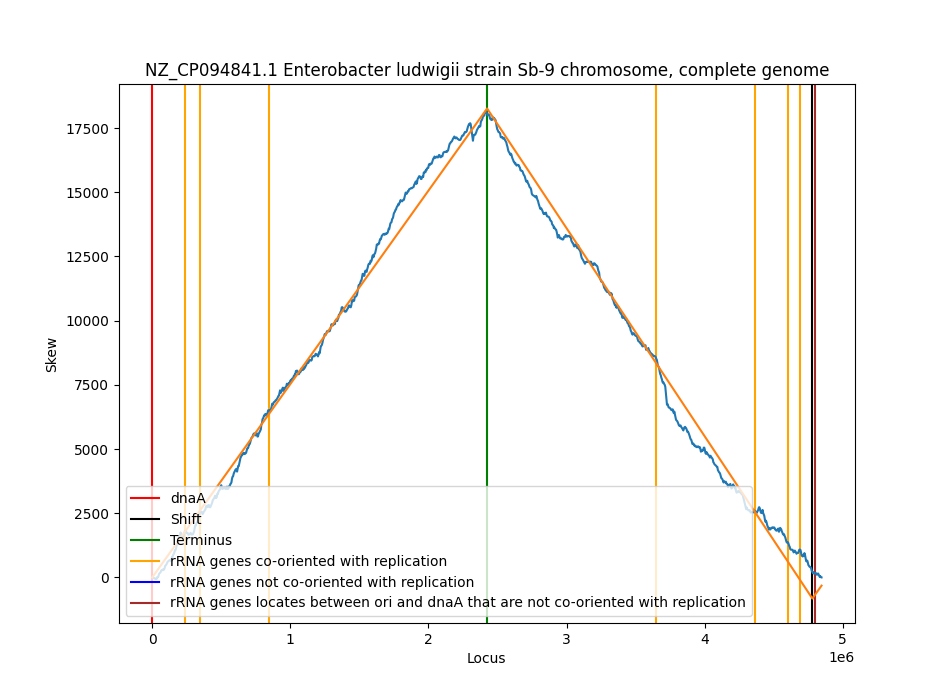 NZ_CP094841.1 Enterobacter ludwigii strain Sb-9 chromosome, complete genome
17500
15000
12500
10000
7500
5000
2500
0
Skew
dnaA
Shift
Terminus
rRNA genes co-oriented with replication
rRNA genes not co-oriented with replication
rRNA genes locates between ori and dnaA that are not co-oriented with replication
0 1 2 3 4 5
1e6
Locus